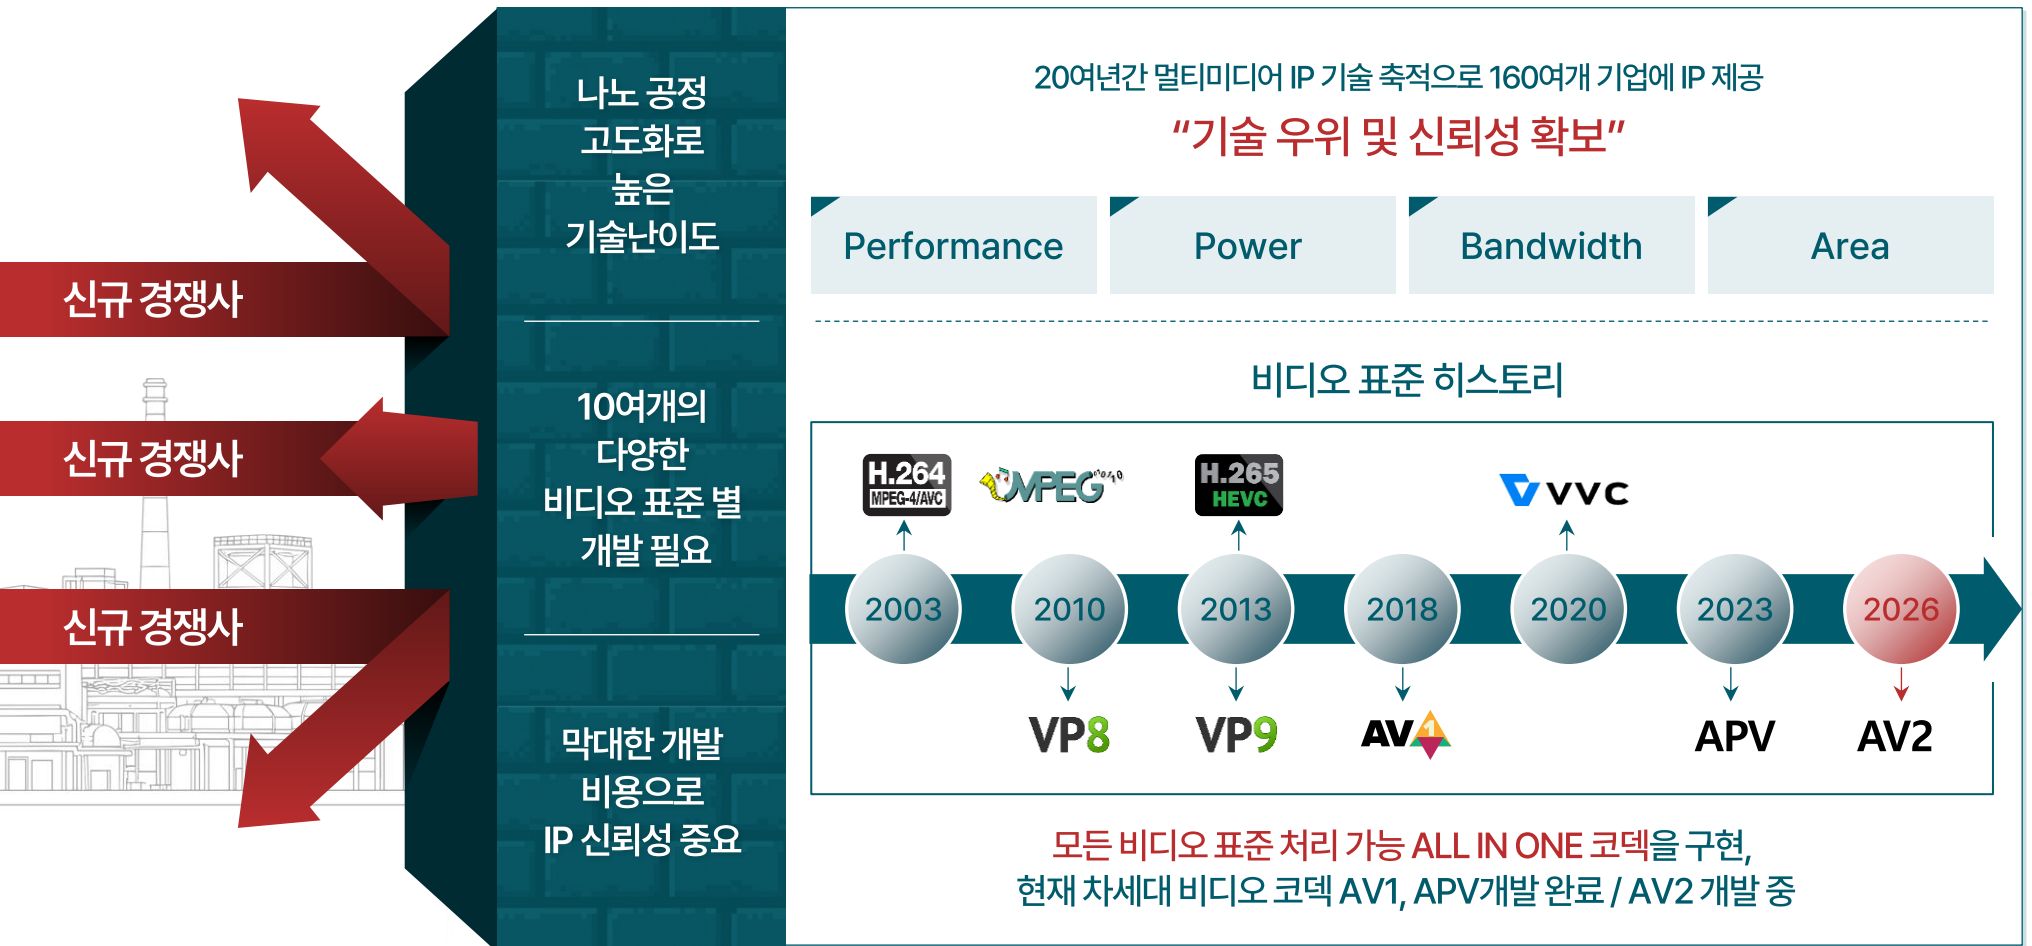 신규 경쟁사
신규 경쟁사
신규 경쟁사
나노 공정
고도화로
높은
기술난이도
10여개의
다양한
비디오 표준 별
개발 필요
막대한 개발
비용으로
IP 신뢰성 중요
20여년간 멀티미디어 IP 기술 축적으로 160여개 기업에 IP 제공
“기술 우위 및 신뢰성 확보”
Performance
Power
Bandwidth
Area
비디오 표준 히스토리
H.264
MPEG-4/AVC
MPEG
H.265
HEVC
VVC
2003
2010
2013
2018
2020
2023
2026
VP8
VP9
AV1
APV
AV2
모든 비디오 표준 처리 가능 ALL IN ONE 코덱을 구현,
현재 차세대 비디오 코덱 AV1, APV개발 완료 / AV2 개발 중